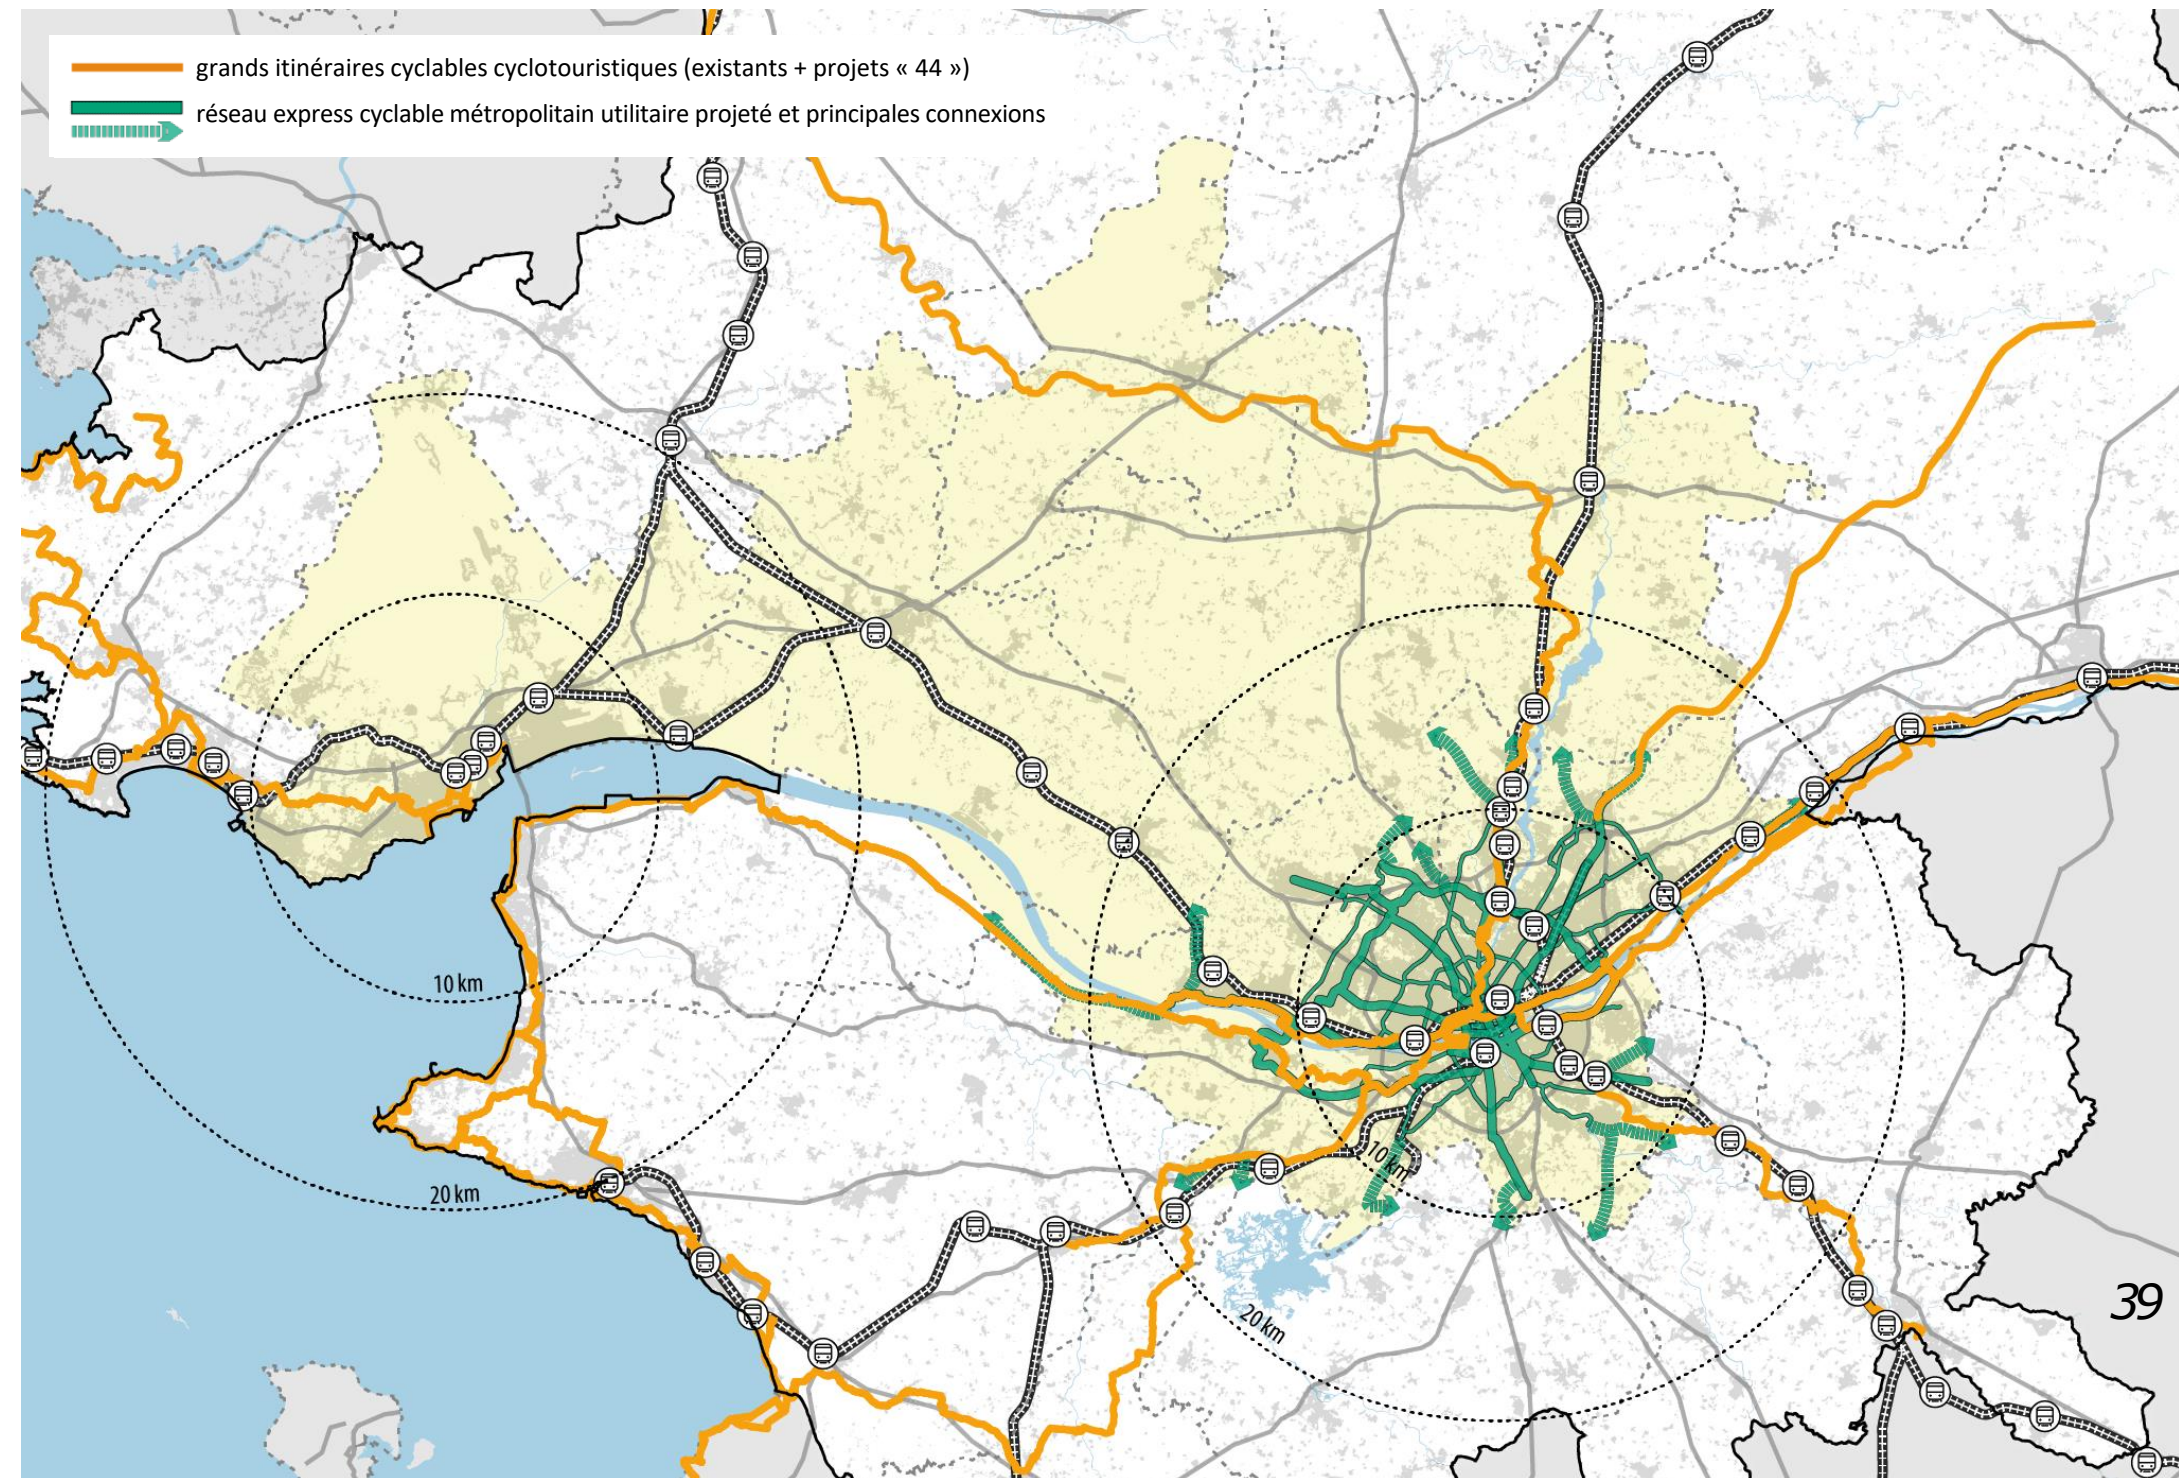 grands itinéraires cyclables cyclotouristiques (existants + projets « 44 »)
réseau express cyclable métropolitain utilitaire projeté et principales connexions
10 km
20 km
10 km
20 km
39